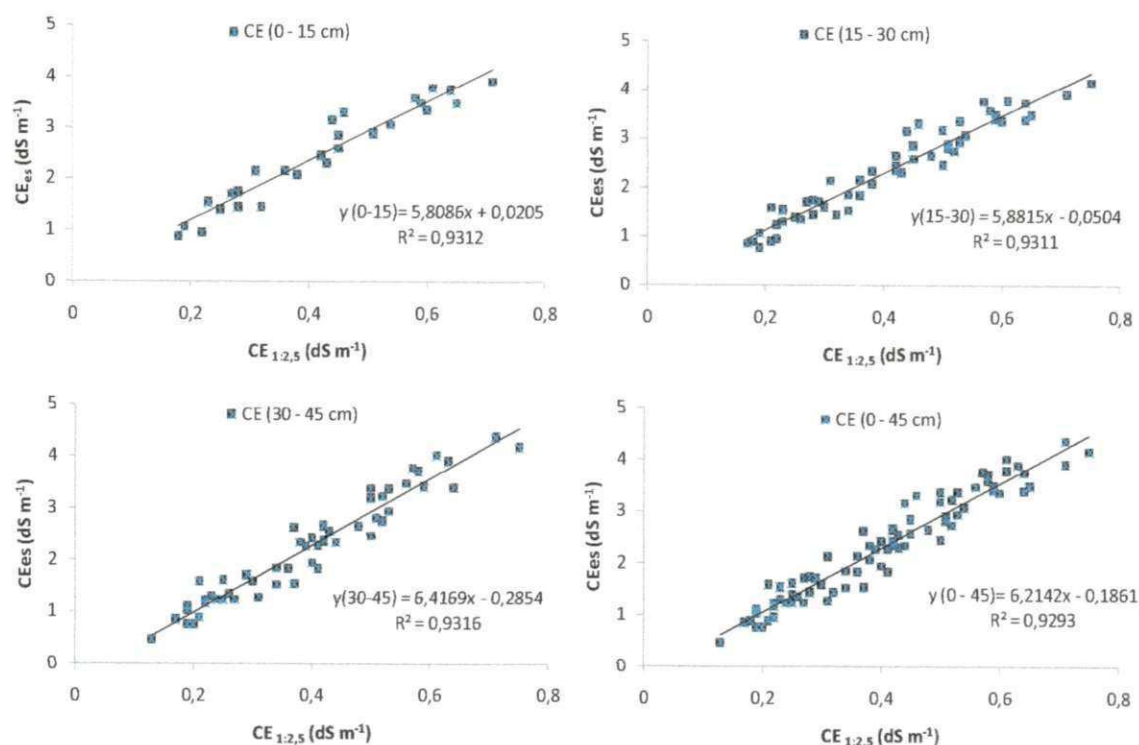 CE (0 - 15 cm)
5
4
3
2
1
0
CEes (dS m⁻¹)
y (0-15)= 5,8086x + 0,0205
R² = 0,9312
0
0,2
0,4
0,6
0,8
CE 1:2,5 (dS m⁻¹)
CE (15 - 30 cm)
5
4
3
2
1
0
CEes (dS m⁻¹)
y(15-30) = 5,8815x - 0,0504
R² = 0,9311
0
0,2
0,4
0,6
0,8
CE 1:2,5 (dS m⁻¹)
CE (30 - 45 cm)
5
4
3
2
1
0
CEes (dS m⁻¹)
y(30-45) = 6,4169x - 0,2854
R² = 0,9316
0
0,2
0,4
0,6
0,8
CE 1:2,5 (dS m⁻¹)
CE (0 - 45 cm)
5
4
3
2
1
0
CEes (dS m⁻¹)
y (0 - 45)= 6,2142x - 0,1861
R² = 0,9293
0
0,2
0,4
0,6
0,8
CE 1:2,5 (dS m⁻¹)